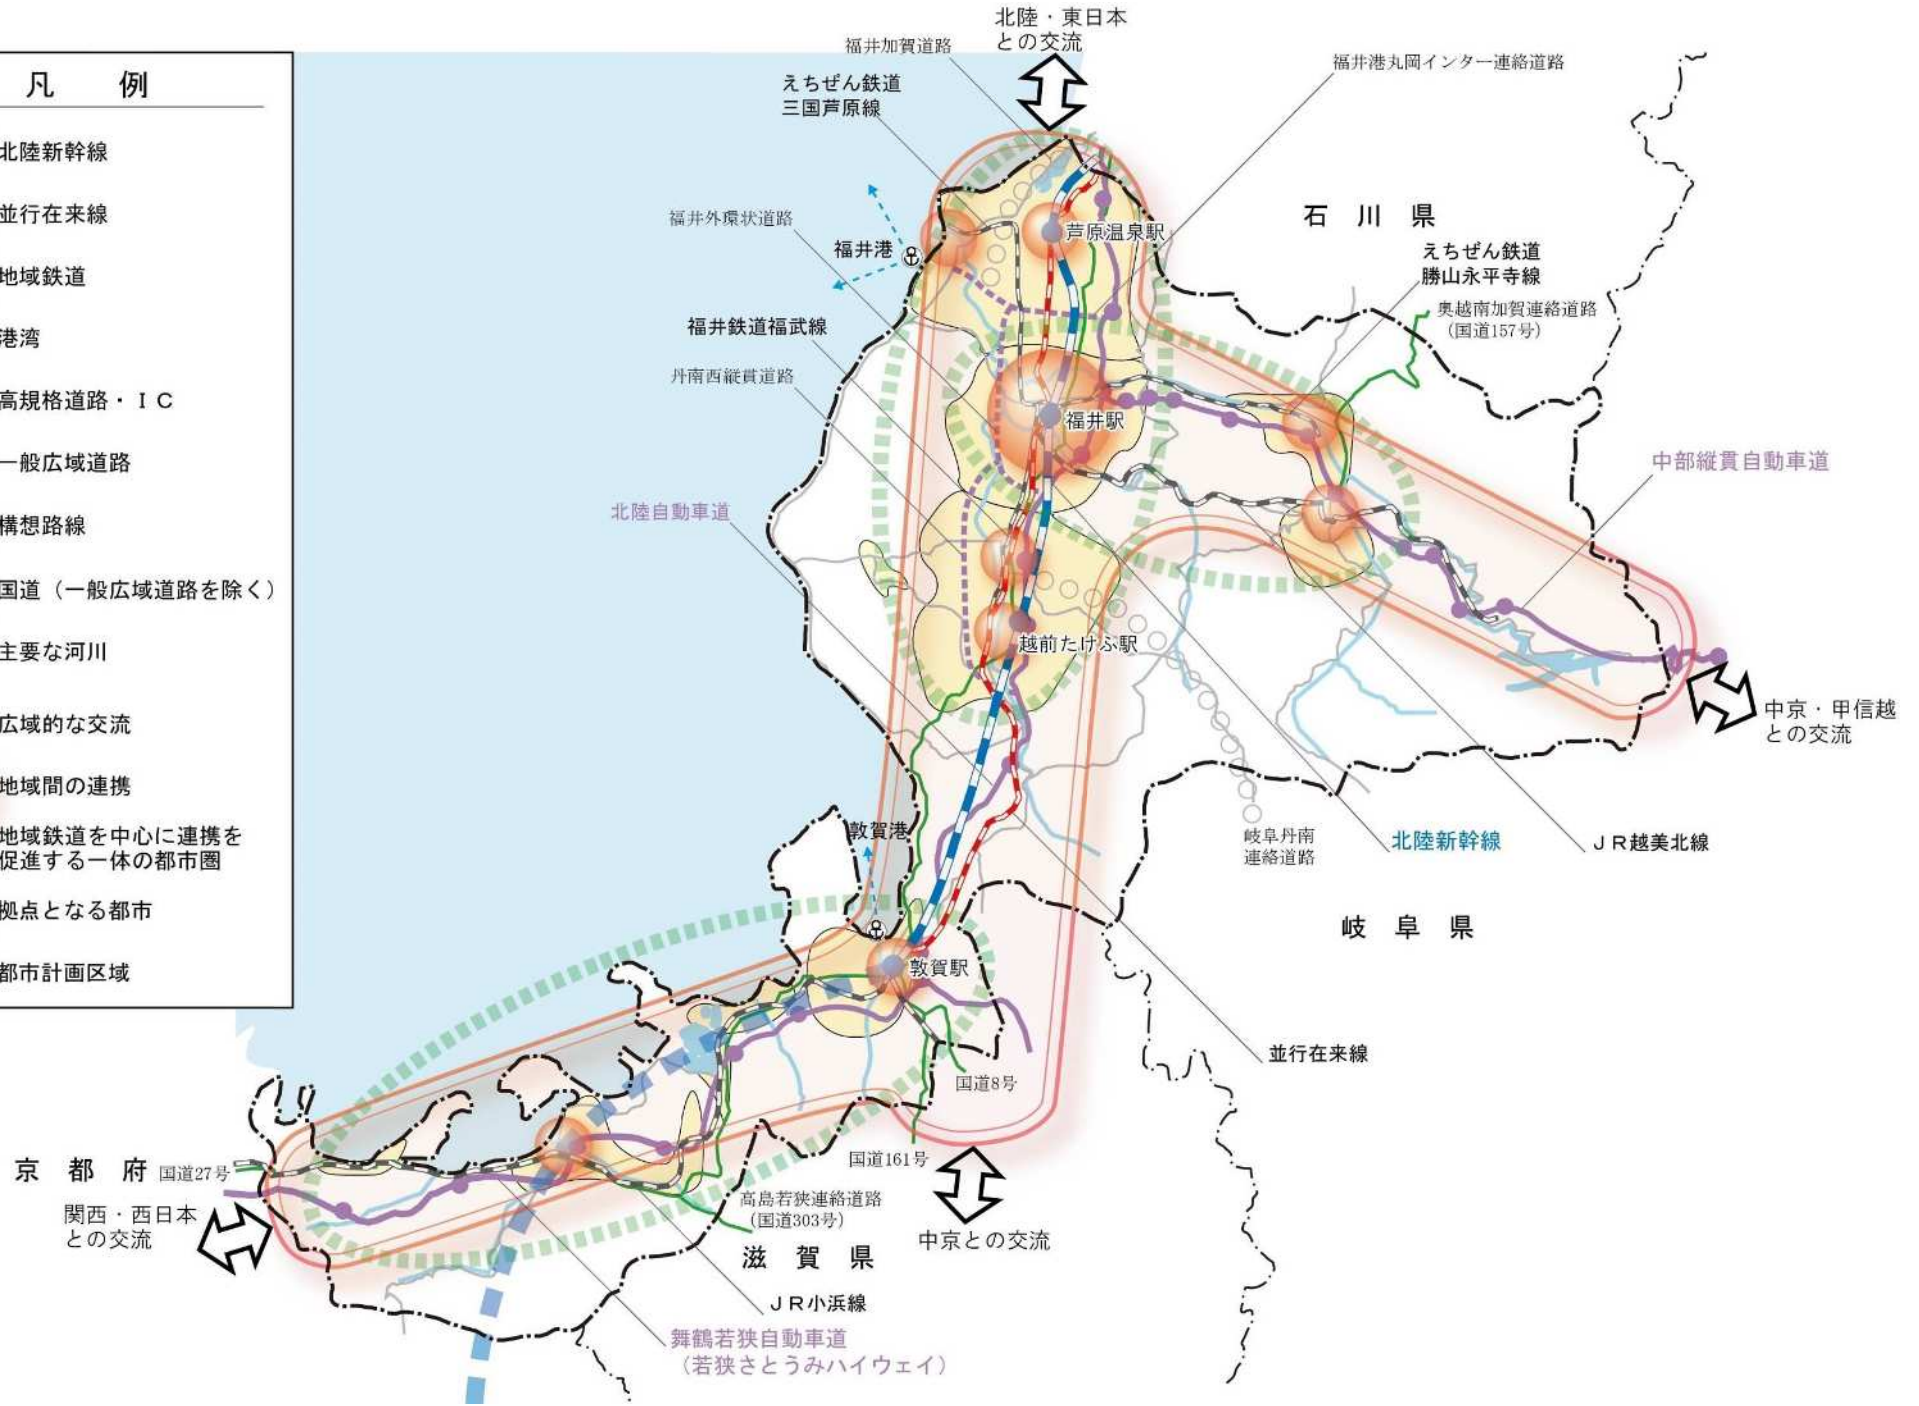 凡 例
北陸新幹線
並行在来線
地域鉄道
港湾
高規格道路・ＩＣ
一般広域道路
構想路線
国道（一般広域道路を除く）
主要な河川
広域的な交流
地域間の連携
地域鉄道を中心に連携を
促進する一体の都市圏
拠点となる都市
都市計画区域
北陸・東日本
との交流
福井加賀道路
福井港丸岡インター連絡道路
えちぜん鉄道
三国芦原線
福井外環状道路
石川県
芦原温泉駅
福井港
えちぜん鉄道
勝山永平寺線
奥越南加賀連絡道路
（国道157号）
福井鉄道福武線
丹南西縦貫道路
福井駅
中部縦貫自動車道
北陸自動車道
越前たけふ駅
中京・甲信越
との交流
敦賀港
岐阜丹南
連絡道路
北陸新幹線
ＪＲ越美北線
岐阜県
敦賀駅
並行在来線
国道8号
国道161号
京都府
国道27号
高島若狭連絡道路
（国道303号）
関西・西日本
との交流
中京との交流
滋賀県
ＪＲ小浜線
舞鶴若狭自動車道
（若狭さとうみハイウェイ）